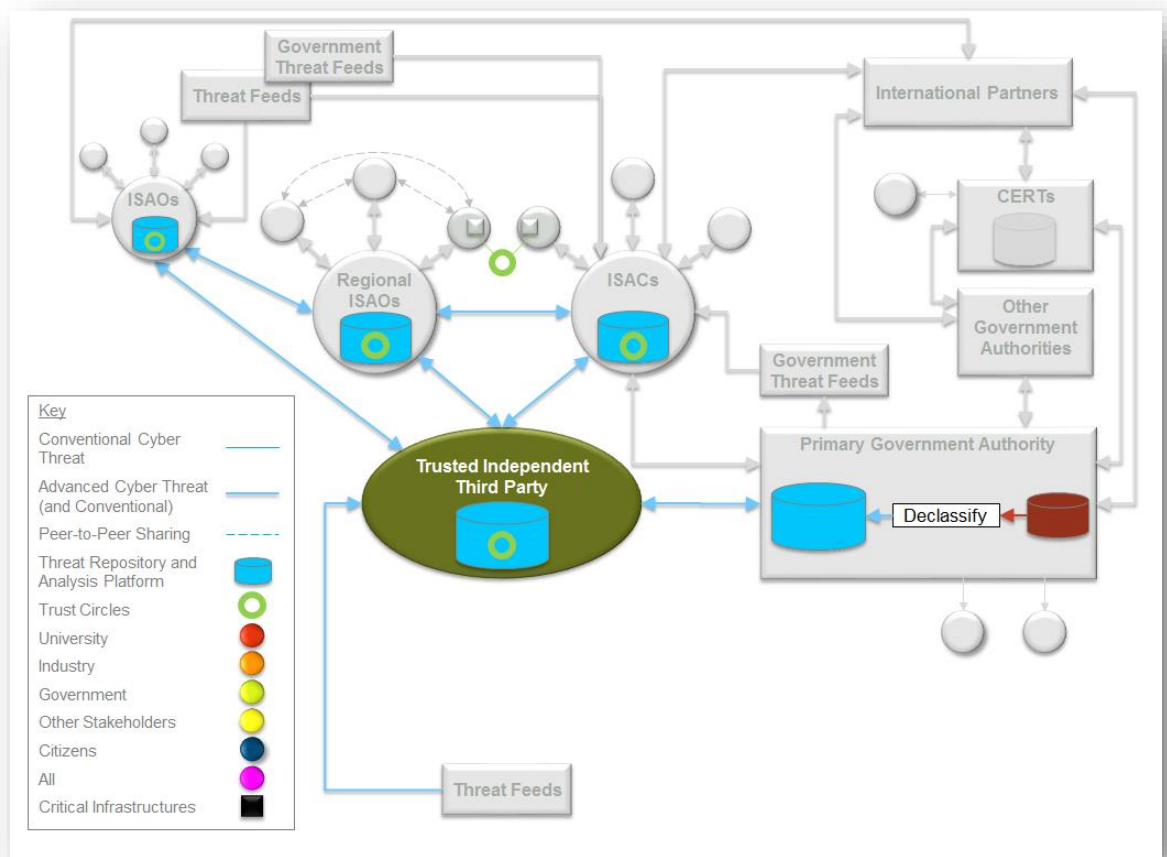 Government
Threat Feeds
Threat Feeds
International Partners
ISAOs
CERTs
Regional
ISAOs
ISACs
Other
Government
Authorities
Government
Threat Feeds
Key
Conventional Cyber
Threat
Advanced Cyber Threat
(and Conventional)
Peer-to-Peer Sharing
Threat Repository and
Analysis Platform
Trust Circles
University
Industry
Government
Other Stakeholders
Citizens
All
Critical Infrastructures
Trusted Independent
Third Party
Primary Government Authority
Declassify
Threat Feeds